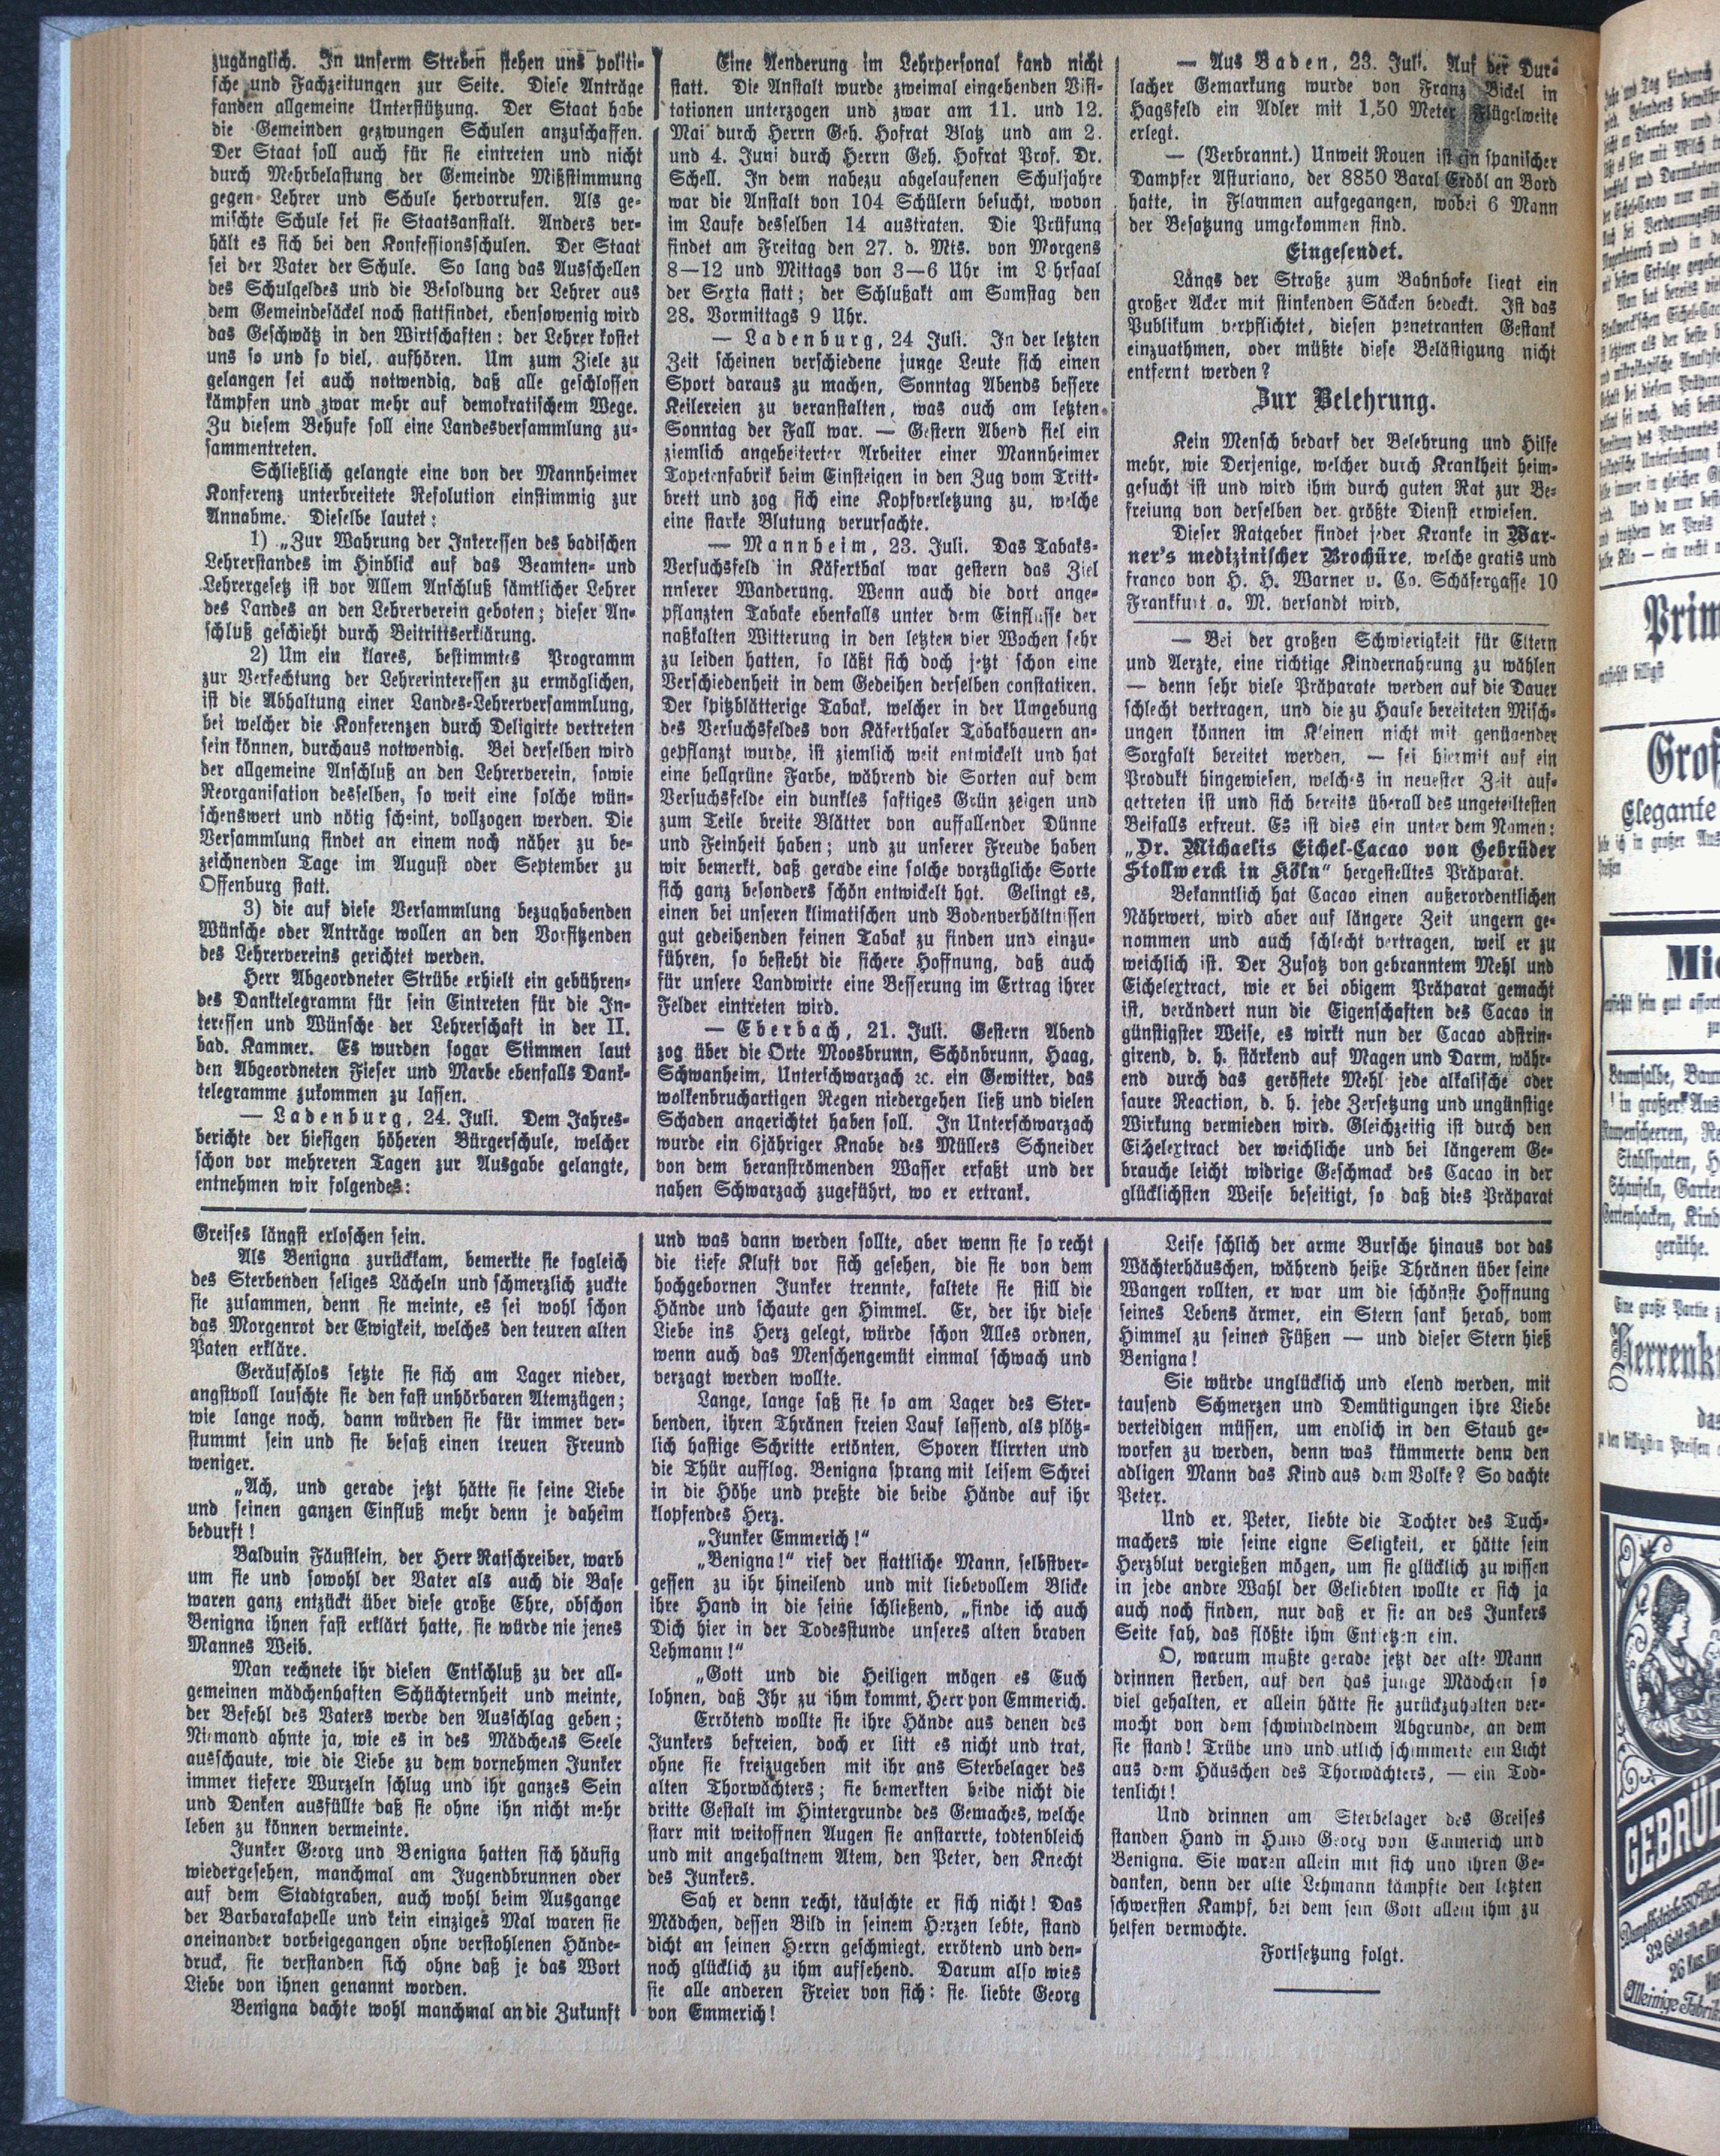 zugänglich. In unserm Streben stehen uns politi-
sche und Fachzeitungen zur Seite. Diese Anträge
fanden allgemeine Unterstützung. Der Staat habe
die Gemeinden gezwungen Schulen anzuschaffen.
Der Staat soll auch für sie eintreten und nicht
durch Mehrbelastung der Gemeinde Mißstimmung
gegen Lehrer und Schule hervorrufen. Als ge-
mischte Schule sei sie Staatsanstalt. Anders ver-
hält es sich bei den Konfessionsschulen. Der Staat
sei der Vater der Schule. So lang das Ausschellen
des Schulgeldes und die Besoldung der Lehrer aus
dem Gemeindesäckel noch stattfindet, ebensowenig wird
das Geschwätz in den Wirtschaften: der Lehrer kostet
uns so und so viel, aufhören. Um zum Ziele zu
gelangen sei auch notwendig, daß alle geschlossen
kämpfen und zwar mehr auf demokratischem Wege.
Zu diesem Behufe soll eine Landesversammlung zu-
sammentreten.
Schließlich gelangte eine von der Mannheimer
Konferenz unterbreitete Resolution einstimmig zur
Annahme. Dieselbe lautet:
1) „Zur Wahrung der Interessen des badischen
Lehrerstandes im Hinblick auf das Beamten- und
Lehrergesetz ist vor Allem Anschluß sämtlicher Lehrer
des Landes an den Lehrerverein geboten; dieser An-
schluß geschieht durch Beitrittserklärung.
2) Um ein klares, bestimmtes Programm
zur Verfechtung der Lehrerinteressen zu ermöglichen,
ist die Abhaltung einer Landes-Lehrerversammlung,
bei welcher die Konferenzen durch Deligirte vertreten
sein können, durchaus notwendig. Bei derselben wird
der allgemeine Anschluß an den Lehrerverein, sowie
Reorganisation desselben, so weit eine solche wün-
schenswert und nötig scheint, vollzogen werden. Die
Versammlung findet an einem noch näher zu be-
zeichnenden Tage im August oder September zu
Offenburg statt.
3) die auf diese Versammlung bezughabenden
Wünsche oder Anträge wollen an den Vorsitzenden
des Lehrervereins gerichtet werden.
Herr Abgeordneter Strübe erhielt ein gebühren-
des Danktelegramm für sein Eintreten für die In-
teressen und Wünsche der Lehrerschaft in der II.
bad. Kammer. Es wurden sogar Stimmen laut
den Abgeordneten Fieser und Marbe ebenfalls Dank-
telegramme zukommen zu lassen.
— Ladenburg, 24. Juli. Dem Jahres-
berichte der hiesigen höheren Bürgerschule, welcher
schon vor mehreren Tagen zur Ausgabe gelangte,
entnehmen wir folgendes:
Eine Aenderung im Lehrpersonal fand nicht
statt. Die Anstalt wurde zweimal eingehenden Visi-
tationen unterzogen und zwar am 11. und 12.
Mai durch Herrn Geh. Hofrat Blatz und am 2.
und 4. Juni durch Herrn Geh. Hofrat Prof. Dr.
Schell. In dem nahezu abgelaufenen Schuljahre
war die Anstalt von 104 Schülern besucht, wovon
im Laufe desselben 14 austraten. Die Prüfung
findet am Freitag den 27. d. Mts. von Morgens
8—12 und Mittags von 3—6 Uhr im L hrsaal
der Sexta statt; der Schlußakt am Samstag den
28. Vormittags 9 Uhr.
— Ladenburg, 24 Juli. In der letzten
Zeit scheinen verschiedene junge Leute sich einen
Sport daraus zu machen, Sonntag Abends bessere
Keilereien zu veranstalten, was auch am letzten
Sonntag der Fall war. — Gestern Abend fiel ein
ziemlich angeheiterter Arbeiter einer Mannheimer
Tapetenfabrik beim Einsteigen in den Zug vom Tritt-
brett und zog sich eine Kopfverletzung zu, welche
eine starke Blutung verursachte.
— Mannheim, 23. Juli. Das Tabaks-
Versuchsfeld in Käferthal war gestern das Ziel
nnserer Wanderung. Wenn auch die dort ange-
pflanzten Tabake ebenfalls unter dem Einflusse der
naßkalten Witterung in den letzten vier Wochen sehr
zu leiden hatten, so läßt sich doch jetzt schon eine
Verschiedenheit in dem Gedeihen derselben constatiren.
Der spitzblätterige Tabak, welcher in der Umgebung
des Versuchsfeldes von Käferthaler Tabakbauern an-
gepflanzt wurde, ist ziemlich weit entwickelt und hat
eine hellgrüne Farbe, während die Sorten auf dem
Versuchsfelde ein dunkles saftiges Grün zeigen und
zum Teile breite Blätter von auffallender Dünne
und Feinheit haben; und zu unserer Freude haben
wir bemerkt, daß gerade eine solche vorzügliche Sorte
sich ganz besonders schön entwickelt hat. Gelingt es,
einen bei unseren klimatischen und Bodenverhältnissen
gut gedeihenden feinen Tabak zu finden und einzu-
führen, so besteht die sichere Hoffnung, daß auch
für unsere Landwirte eine Besserung im Ertrag ihrer
Felder eintreten wird.
— Eberbach, 21. Juli. Gestern Abend
zog über die Orte Moosbrunn, Schönbrunn, Haag,
Schwanheim, Unterschwarzach ꝛc. ein Gewitter, das
wolkenbruchartigen Regen niedergehen ließ und vielen
Schaden angerichtet haben soll. In Unterschwarzach
wurde ein 6jähriger Knabe des Müllers Schneider
von dem heranströmenden Wasser erfaßt und der
nahen Schwarzach zugeführt, wo er ertrank.
— Aus Baden, 23. Juli. Auf der Dur-
lacher Gemarkung wurde von Franz Bickel in
Hagsfeld ein Adler mit 1,50 Meter Flügelweite
erlegt.
— (Verbrannt.) Unweit Rouen ist ein spanischer
Dampfer Asturiano, der 8850 Baral Erdöl an Bord
hatte, in Flammen aufgegangen, wobei 6 Mann
der Besatzung umgekommen sind.
Eingesendet.
Längs der Straße zum Bahnhofe liegt ein
großer Acker mit stinkenden Säcken bedeckt. Ist das
Publikum verpflichtet, diesen penetranten Gestank
einzuathmen, oder müßte diese Belästigung nicht
entfernt werden?
Zur Belehrung.
Kein Mensch bedarf der Belehrung und Hilfe
mehr, wie Derjenige, welcher durch Krankheit heim-
gesucht ist und wird ihm durch guten Rat zur Be-
freiung von derselben der größte Dienst erwiesen.
Dieser Ratgeber findet jeder Kranke in War-
ner's medizinischer Brochüre, welche gratis und
franco von H. H. Warner u. Co. Schäfergasse 10
Frankfurt a. M. versandt wird.
— Bei der großen Schwierigkeit für Eltern
und Aerzte, eine richtige Kindernahrung zu wählen
— denn sehr viele Präparate werden auf die Dauer
schlecht vertragen, und die zu Hause bereiteten Misch-
ungen können im Kleinen nicht mit genügender
Sorgfalt bereitet werden, — sei hiermit auf ein
Produkt hingewiesen, welches in neuester Zeit auf-
getreten ist und sich bereits überall des ungeteiltesten
Beifalls erfreut. Es ist dies ein unter dem Namen:
„Dr. Michaelis Eichel-Cacao von Gebrüder
Stollwerck in Köln“ hergestelltes Präparat.
Bekanntlich hat Cacao einen außerordentlichen
Nährwert, wird aber auf längere Zeit ungern ge-
nommen und auch schlecht vertragen, weil er zu
weichlich ist. Der Zusatz von gebranntem Mehl und
Eichelextract, wie er bei obigem Präparat gemacht
ist, verändert nun die Eigenschaften des Cacao in
günstigster Weise, es wirkt nun der Cacao adstrin-
girend, d. h. stärkend auf Magen und Darm, währ-
end durch das geröstete Mehl jede alkalische oder
saure Reaction, d. h. jede Zersetzung und ungünstige
Wirkung vermieden wird. Gleichzeitig ist durch den
Eichelextract der weichliche und bei längerem Ge-
brauche leicht widrige Geschmack des Cacao in der
glücklichsten Weise beseitigt, so daß dies Präparat
Greises längst erloschen sein.
Als Benigna zurückkam, bemerkte sie sogleich
des Sterbenden seliges Lächeln und schmerzlich zuckte
sie zusammen, denn sie meinte, es sei wohl schon
das Morgenrot der Ewigkeit, welches den teuren alten
Paten erkläre.
Geräuschlos setzte sie sich am Lager nieder,
angstvoll lauschte sie den fast unhörbaren Atemzügen;
wie lange noch, dann würden sie für immer ver-
stummt sein und sie besaß einen treuen Freund
weniger.
„Ach, und gerade jetzt hätte sie seine Liebe
und seinen ganzen Einfluß mehr denn je daheim
bedurft!
Balduin Fäustlein, der Herr Ratschreiber, warb
um sie und sowohl der Vater als auch die Base
waren ganz entzückt über diese große Ehre, obschon
Benigna ihnen fast erklärt hatte, sie würde nie jenes
Mannes Weib.
Man rechnete ihr diesen Entschluß zu der all-
gemeinen mädchenhaften Schüchternheit und meinte,
der Befehl des Vaters werde den Ausschlag geben;
Niemand ahnte ja, wie es in des Mädchens Seele
ausschaute, wie die Liebe zu dem vornehmen Junker
immer tiefere Wurzeln schlug und ihr ganzes Sein
und Denken ausfüllte daß sie ohne ihn nicht mehr
leben zu können vermeinte.
Junker Georg und Benigna hatten sich häufig
wiedergesehen, manchmal am Jugendbrunnen oder
auf dem Stadtgraben, auch wohl beim Ausgange
der Barbarakapelle und kein einziges Mal waren sie
aneinander vorbeigegangen ohne verstohlenen Hände-
druck, sie verstanden sich ohne daß je das Wort
Liebe von ihnen genannt worden.
Benigna dachte wohl manchmal an die Zukunft
und was dann werden sollte, aber wenn sie so recht
die tiefe Kluft vor sich gesehen, die sie von dem
hochgebornen Junker trennte, faltete sie still die
Hände und schaute gen Himmel. Er, der ihr diese
Liebe ins Herz gelegt, würde schon Alles ordnen,
wenn auch das Menschengemüt einmal schwach und
verzagt werden wollte.
Lange, lange saß sie so am Lager des Ster-
benden, ihren Thränen freien Lauf lassend, als plötz-
lich hastige Schritte ertönten, Sporen klirrten und
die Thür aufflog. Benigna sprang mit leisem Schrei
in die Höhe und preßte die beide Hände auf ihr
klopfendes Herz.
„Junker Emmerich!“
„Benigna!“ rief der stattliche Mann, selbstver-
gessen zu ihr hineilend und mit liebevollem Blicke
ihre Hand in die seine schließend, „finde ich auch
Dich hier in der Todesstunde unseres alten braven
Lehmann!“
„Gott und die Heiligen mögen es Euch
lohnen, daß Ihr zu ihm kommt, Herr von Emmerich.
Errötend wollte sie ihre Hände aus denen des
Junkers befreien, doch er litt es nicht und trat,
ohne sie freizugeben mit ihr ans Sterbelager des
alten Thorwächters; sie bemerkten beide nicht die
dritte Gestalt im Hintergrunde des Gemaches, welche
starr mit weitoffnen Augen sie anstarrte, todtenbleich
und mit angehaltnem Atem, den Peter, den Knecht
des Junkers.
Sah er denn recht, täuschte er sich nicht! Das
Mädchen, dessen Bild in seinem Herzen lebte, stand
dicht an seinen Herrn geschmiegt, errötend und den-
noch glücklich zu ihm aufsehend. Darum also wies
sie alle anderen Freier von sich: sie liebte Georg
von Emmerich!
Leise schlich der arme Bursche hinaus vor das
Wächterhäuschen, während heiße Thränen über seine
Wangen rollten, er war um die schönste Hoffnung
seines Lebens ärmer, ein Stern sank herab, vom
Himmel zu seinen Füßen — und dieser Stern hieß
Benigna!
Sie würde unglücklich und elend werden, mit
tausend Schmerzen und Demütigungen ihre Liebe
verteidigen müssen, um endlich in den Staub ge-
worfen zu werden, denn was kümmerte denn den
adligen Mann das Kind aus dem Volke? So dachte
Peter.
Und er, Peter, liebte die Tochter des Tuch-
machers wie seine eigne Seligkeit, er hätte sein
Herzblut vergießen mögen, um sie glücklich zu wissen
in jede andre Wahl der Geliebten wollte er sich ja
auch noch finden, nur daß er sie an des Junkers
Seite sah, das flößte ihm Entsetzen ein.
O, warum mußte gerade jetzt der alte Mann
drinnen sterben, auf den das junge Mädchen so
viel gehalten, er allein hätte sie zurückzuhalten ver-
mocht von dem schwindelndem Abgrunde, an dem
sie stand! Trübe und undeutlich schimmerte ein Licht
aus dem Häuschen des Thorwächters, — ein Tod-
tenlicht!
Und drinnen am Sterbelager des Greises
standen Hand in Hand Georg von Emmerich und
Benigna. Sie waren allein mit sich und ihren Ge-
danken, denn der alte Lehmann kämpfte den letzten
schwersten Kampf, bei dem sein Gott allein ihm zu
helfen vermochte.
Fortsetzung folgt.
Prim
Groß
Elegante
Mie
Stahlspaten,
Schaufeln, Garten
Gartenhacken, Kind
geräthe.
Eine große Partie
Herrenk
das
zu den billigsten Preisen
GEBRÜD
Alleinige Fabrik